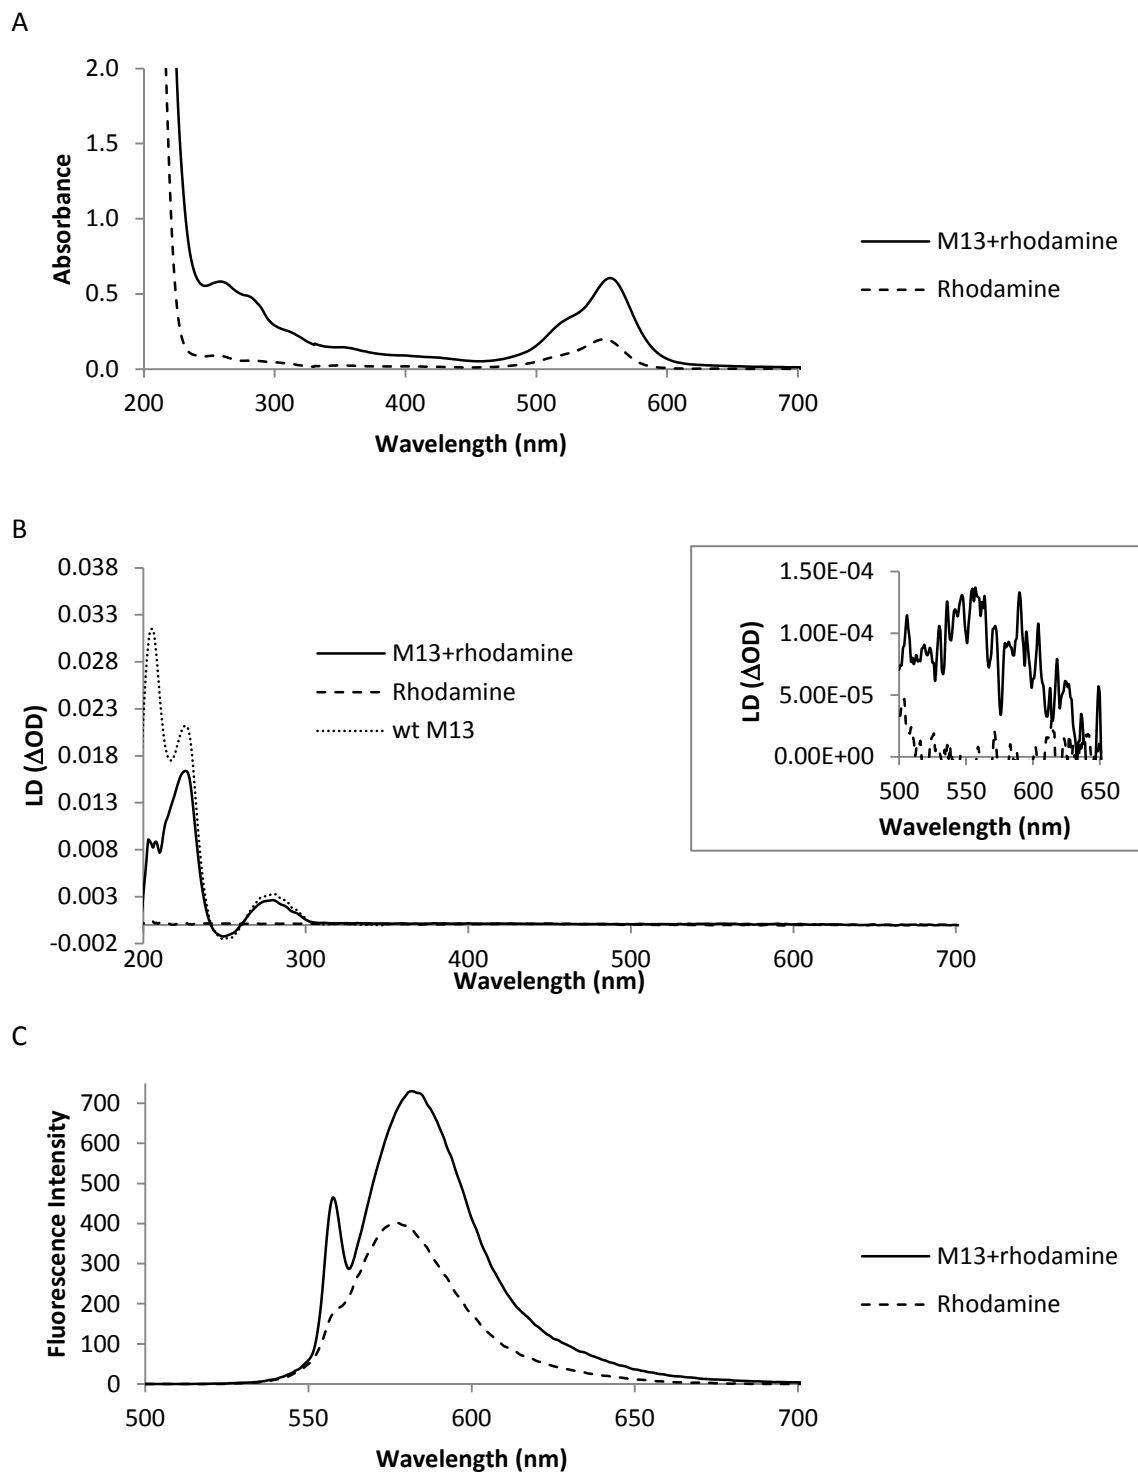 A
2.0
1.5
1.0
0.5
0.0
Absorbance
200 300 400 500 600 700
Wavelength (nm)
M13+rhodamine
Rhodamine
B
0.038
0.033
0.028
0.023
0.018
0.013
0.008
0.003
-0.002
LD (ΔOD)
200 300 400 500 600 700
Wavelength (nm)
M13+rhodamine
Rhodamine
wt M13
1.50E-04
1.00E-04
5.00E-05
0.00E+00
LD (ΔOD)
500 550 600 650
Wavelength (nm)
C
700
600
500
400
300
200
100
0
Fluorescence Intensity
500 550 600 650 700
Wavelength (nm)
M13+rhodamine
Rhodamine